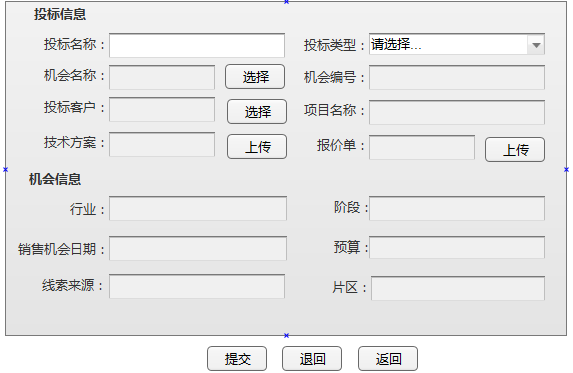 投标信息
投标名称： 投标类型： 请选择...
机会名称： 选择 机会编号：
投标客户： 选择 项目名称：
技术方案： 上传 报价单： 上传
机会信息
行业： 阶段：
销售机会日期： 预算：
线索来源： 片区：
提交 退回 返回